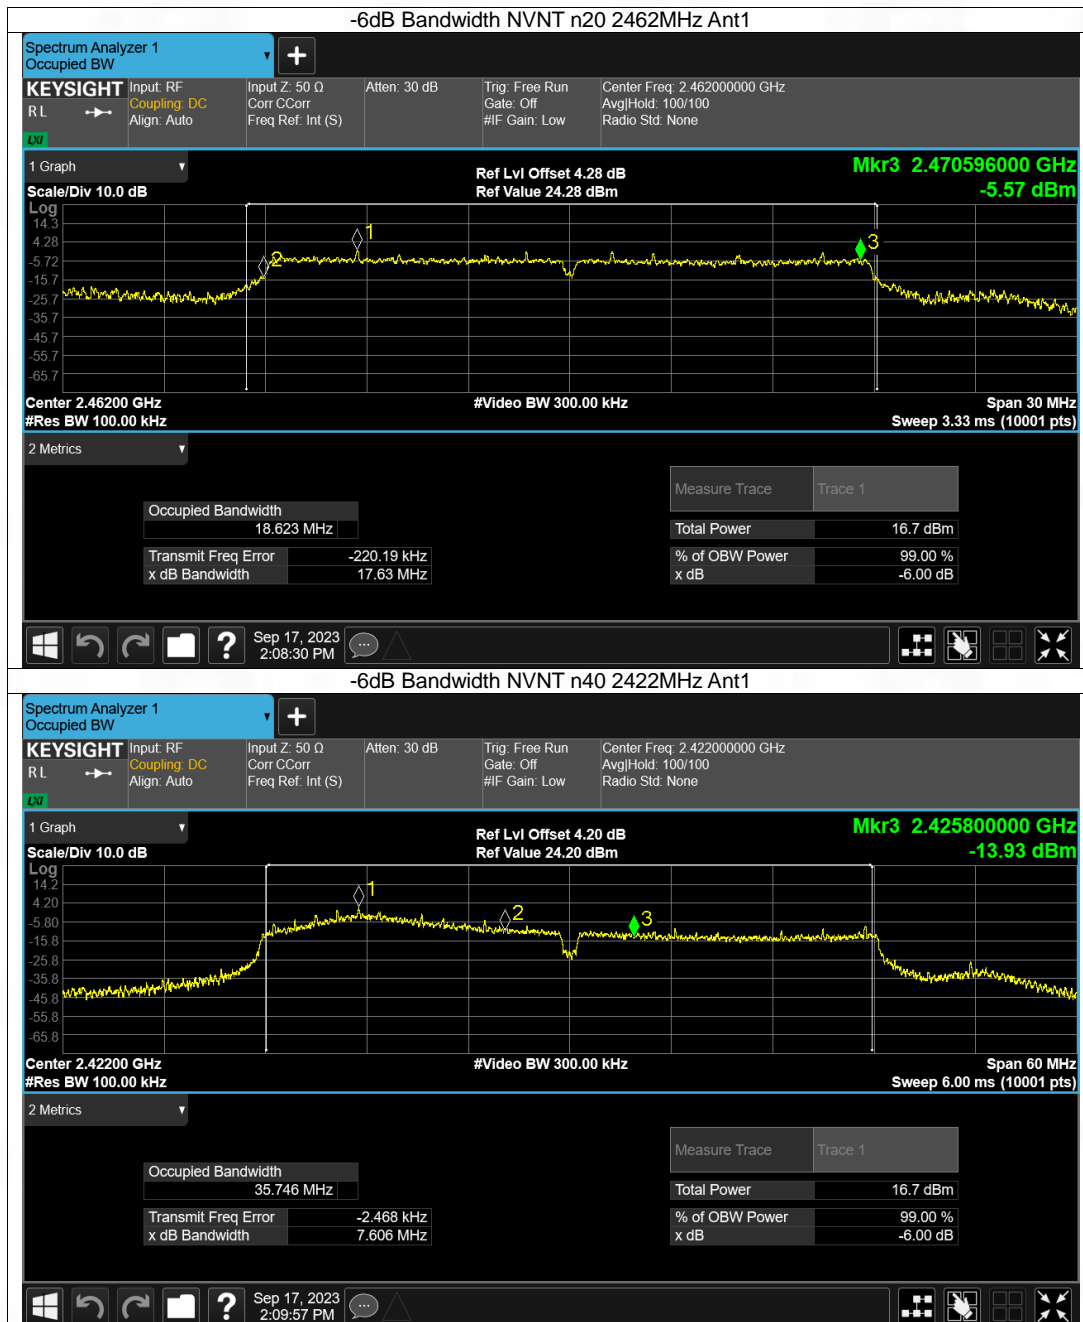 -6dB Bandwidth NVNT n20 2462MHz Ant1
Spectrum Analyzer 1
Occupied BW
+
KEYSIGHT Input: RF Input Z: 50 Ω Atten: 30 dB Trig: Free Run Center Freq: 2.462000000 GHz
RL Coupling: DC Corr CCorr Gate: Off Avg|Hold: 100/100
Align: Auto Freq Ref: Int (S) #IF Gain: Low Radio Std: None
LXI
1 Graph Ref Lvl Offset 4.28 dB Mkr3 2.470596000 GHz
Scale/Div 10.0 dB Ref Value 24.28 dBm -5.57 dBm
Log
14.3
4.28
-5.72
-15.7
-25.7
-35.7
-45.7
-55.7
-65.7
1
2
3
Center 2.46200 GHz #Video BW 300.00 kHz Span 30 MHz
#Res BW 100.00 kHz Sweep 3.33 ms (10001 pts)
2 Metrics
Measure Trace Trace 1
Occupied Bandwidth
18.623 MHz Total Power 16.7 dBm
Transmit Freq Error -220.19 kHz % of OBW Power 99.00 %
x dB Bandwidth 17.63 MHz x dB -6.00 dB
? Sep 17, 2023
2:08:30 PM
-6dB Bandwidth NVNT n40 2422MHz Ant1
Spectrum Analyzer 1
Occupied BW
+
KEYSIGHT Input: RF Input Z: 50 Ω Atten: 30 dB Trig: Free Run Center Freq: 2.422000000 GHz
RL Coupling: DC Corr CCorr Gate: Off Avg|Hold: 100/100
Align: Auto Freq Ref: Int (S) #IF Gain: Low Radio Std: None
LXI
1 Graph Ref Lvl Offset 4.20 dB Mkr3 2.425800000 GHz
Scale/Div 10.0 dB Ref Value 24.20 dBm -13.93 dBm
Log
14.2
4.20
-5.80
-15.8
-25.8
-35.8
-45.8
-55.8
-65.8
1
2
3
Center 2.42200 GHz #Video BW 300.00 kHz Span 60 MHz
#Res BW 100.00 kHz Sweep 6.00 ms (10001 pts)
2 Metrics
Measure Trace Trace 1
Occupied Bandwidth
35.746 MHz Total Power 16.7 dBm
Transmit Freq Error -2.468 kHz % of OBW Power 99.00 %
x dB Bandwidth 7.606 MHz x dB -6.00 dB
? Sep 17, 2023
2:09:57 PM